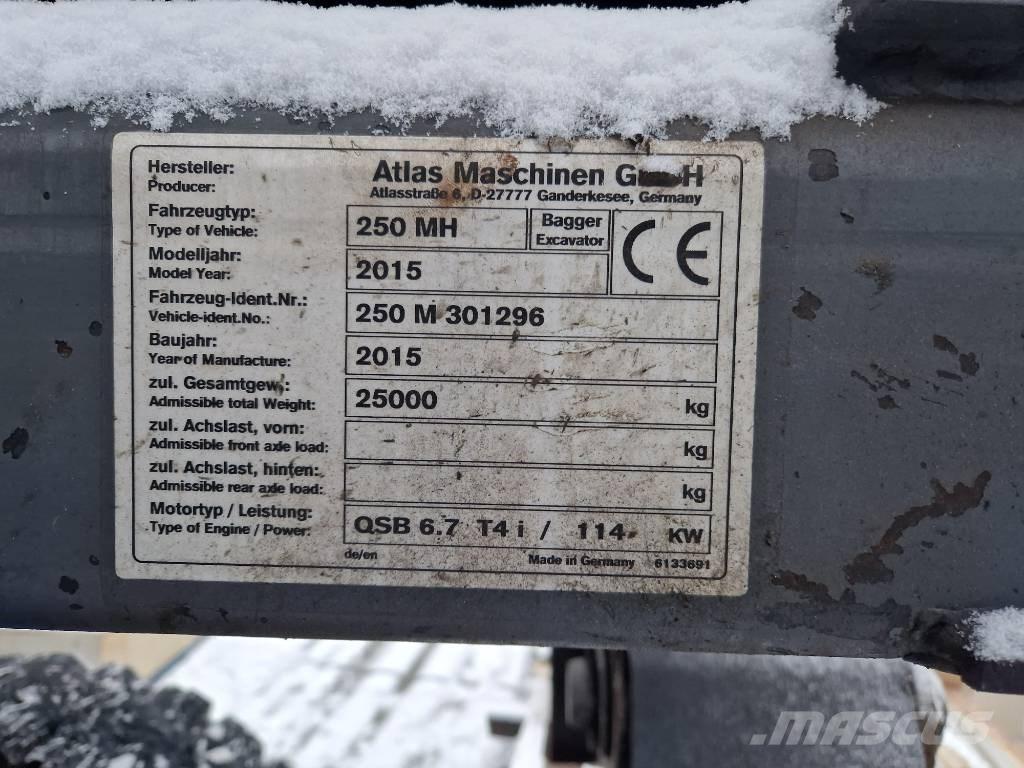 Hersteller: Atlas Maschinen GmbH
Producer: Atlasstraße 6, D-27777 Ganderkesee, Germany
Fahrzeugtyp: 250 MH Bagger CE
Type of Vehicle: Excavator
Modelljahr: 2015
Model Year:
Fahrzeug-Ident.Nr.: 250 M 301296
Vehicle-ident.No.:
Baujahr: 2015
Year of Manufacture:
zul. Gesamtgew.: 25000 kg
Admissible total Weight:
zul. Achslast, vorn: kg
Admissible front axle load:
zul. Achslast, hinten: kg
Admissible rear axle load:
Motortyp / Leistung: QSB 6.7 T4 i / 114 KW
Type of Engine / Power:
de/en Made in Germany 6133691
MASCUS